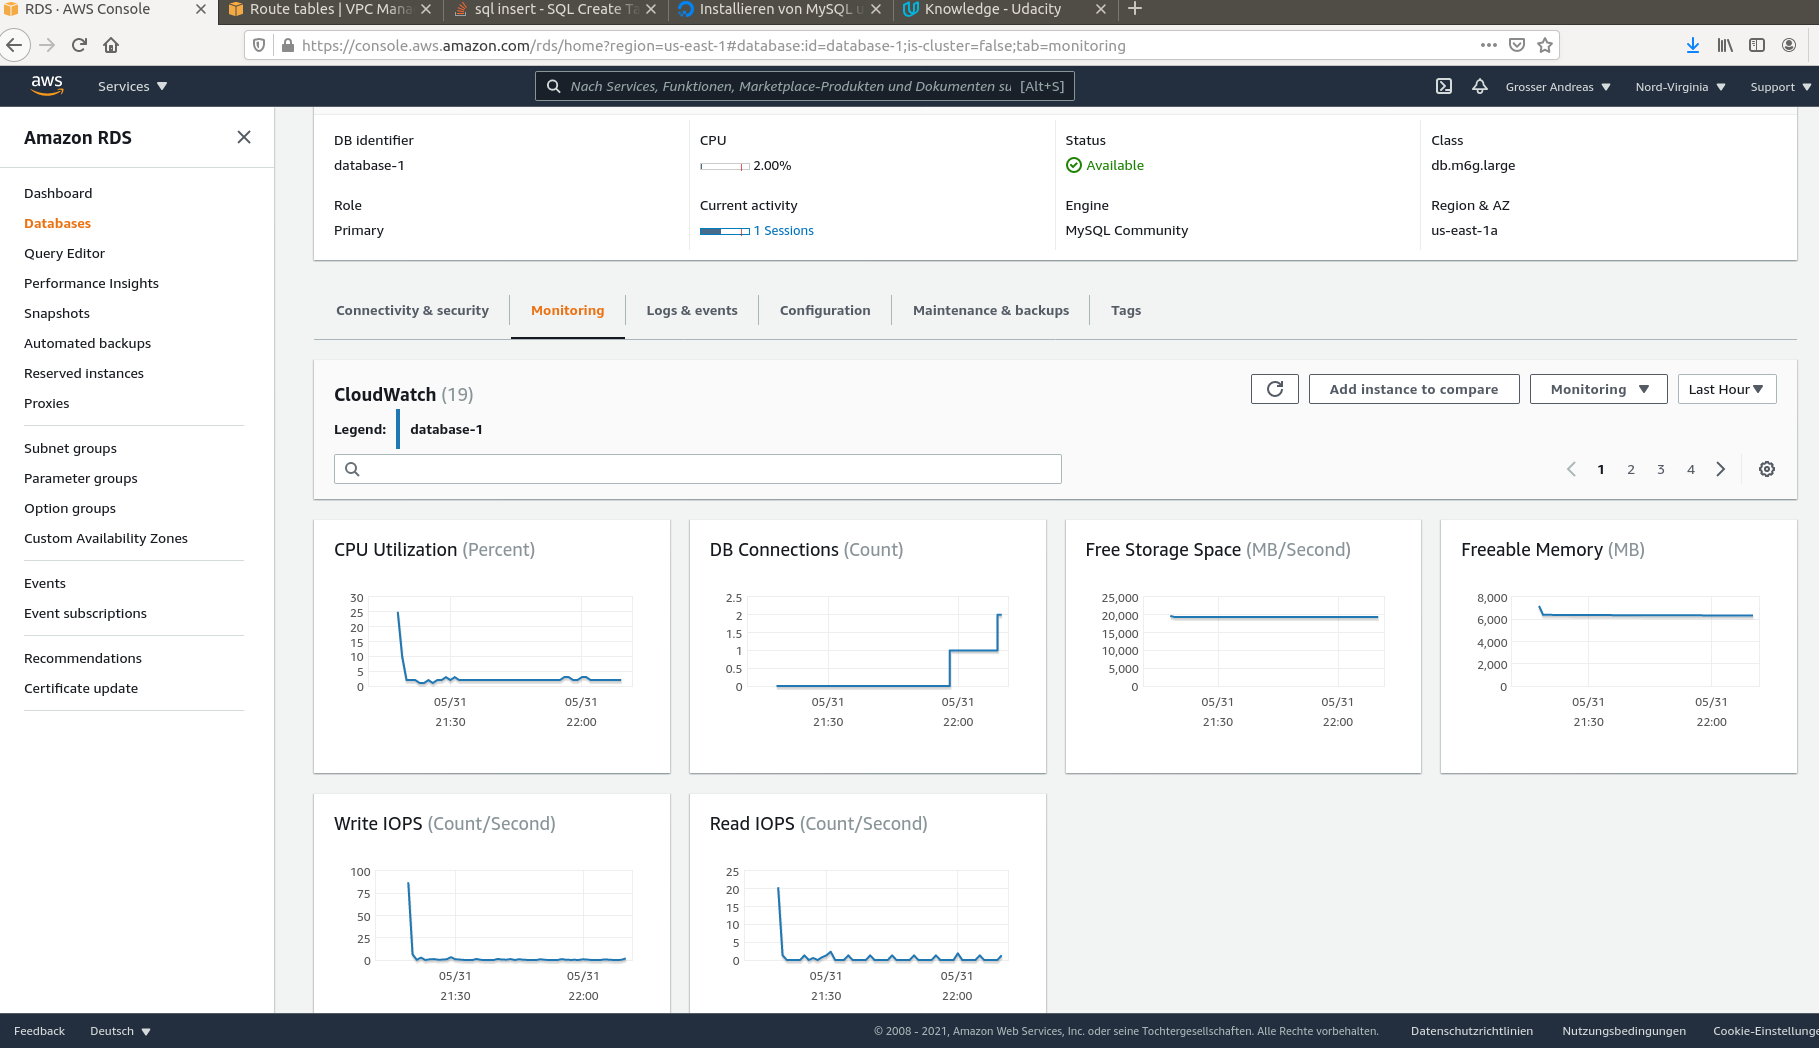 RDS · AWS Console
Route tables | VPC Mana
sql insert - SQL Create Ta
Installieren von MySQL u
Knowledge - Udacity
https://console.aws.amazon.com/rds/home?region=us-east-1#database:id=database-1;is-cluster=false;tab=monitoring
aws
Services
Nach Services, Funktionen, Marketplace-Produkten und Dokumenten su
[Alt+S]
Grosser Andreas
Nord-Virginia
Support
Amazon RDS
Dashboard
Databases
Query Editor
Performance Insights
Snapshots
Automated backups
Reserved instances
Proxies
Subnet groups
Parameter groups
Option groups
Custom Availability Zones
Events
Event subscriptions
Recommendations
Certificate update
DB identifier
database-1
CPU
2.00%
Status
Available
Class
db.m6g.large
Role
Primary
Current activity
1 Sessions
Engine
MySQL Community
Region & AZ
us-east-1a
Connectivity & security
Monitoring
Logs & events
Configuration
Maintenance & backups
Tags
CloudWatch (19)
Add instance to compare
Monitoring
Last Hour
Legend:
database-1
1 2 3 4
CPU Utilization (Percent)
30
25
20
15
10
5
0
05/31 05/31
21:30 22:00
DB Connections (Count)
2.5
2
1.5
1
0.5
0
05/31 05/31
21:30 22:00
Free Storage Space (MB/Second)
25,000
20,000
15,000
10,000
5,000
0
05/31 05/31
21:30 22:00
Freeable Memory (MB)
8,000
6,000
4,000
2,000
0
05/31 05/31
21:30 22:00
Write IOPS (Count/Second)
100
75
50
25
0
05/31 05/31
21:30 22:00
Read IOPS (Count/Second)
25
20
15
10
5
0
05/31 05/31
21:30 22:00
Feedback
Deutsch
© 2008 - 2021, Amazon Web Services, Inc. oder seine Tochtergesellschaften. Alle Rechte vorbehalten.
Datenschutzrichtlinien
Nutzungsbedingungen
Cookie-Einstellunge